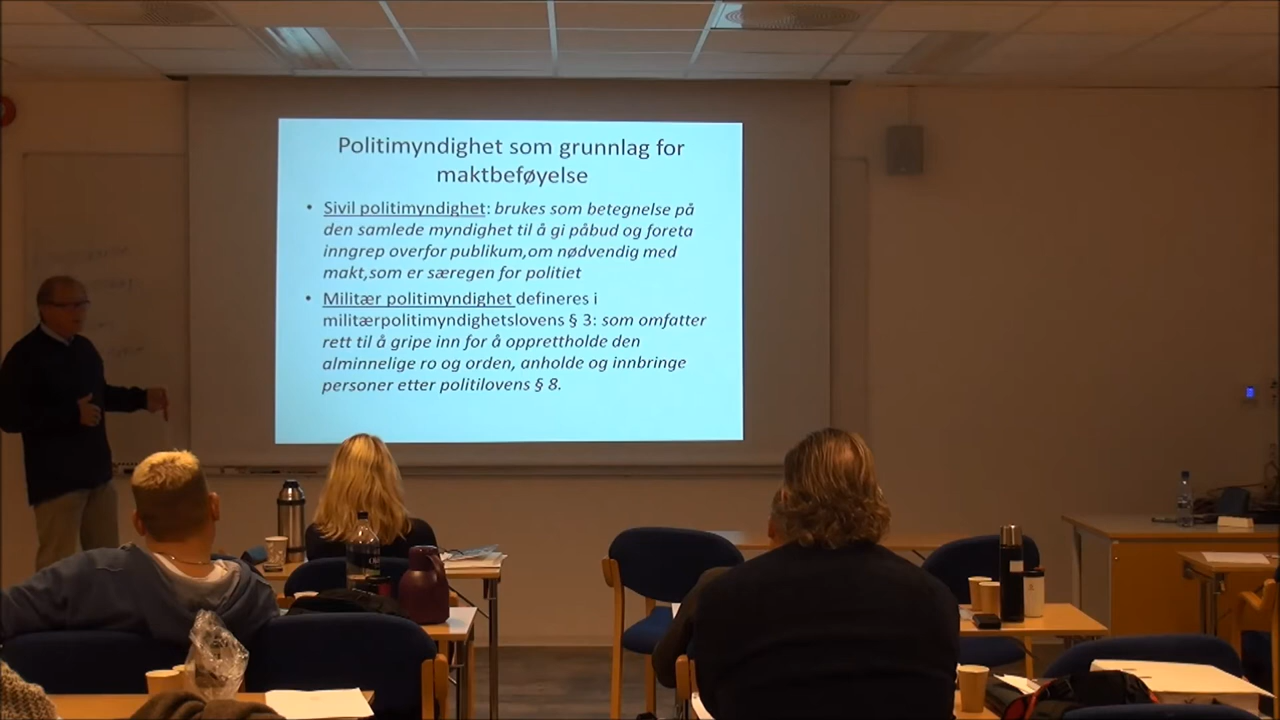 Politimyndighet som grunnlag for
maktbeføyelse
• Sivil politimyndighet: brukes som betegnelse på
den samlede myndighet til å gi påbud og foreta
inngrep overfor publikum,om nødvendig med
makt,som er særegen for politiet
• Militær politimyndighet defineres i
militærpolitimyndighetslovens § 3: som omfatter
rett til å gripe inn for å opprettholde den
alminnelige ro og orden, anholde og innbringe
personer etter politilovens § 8.